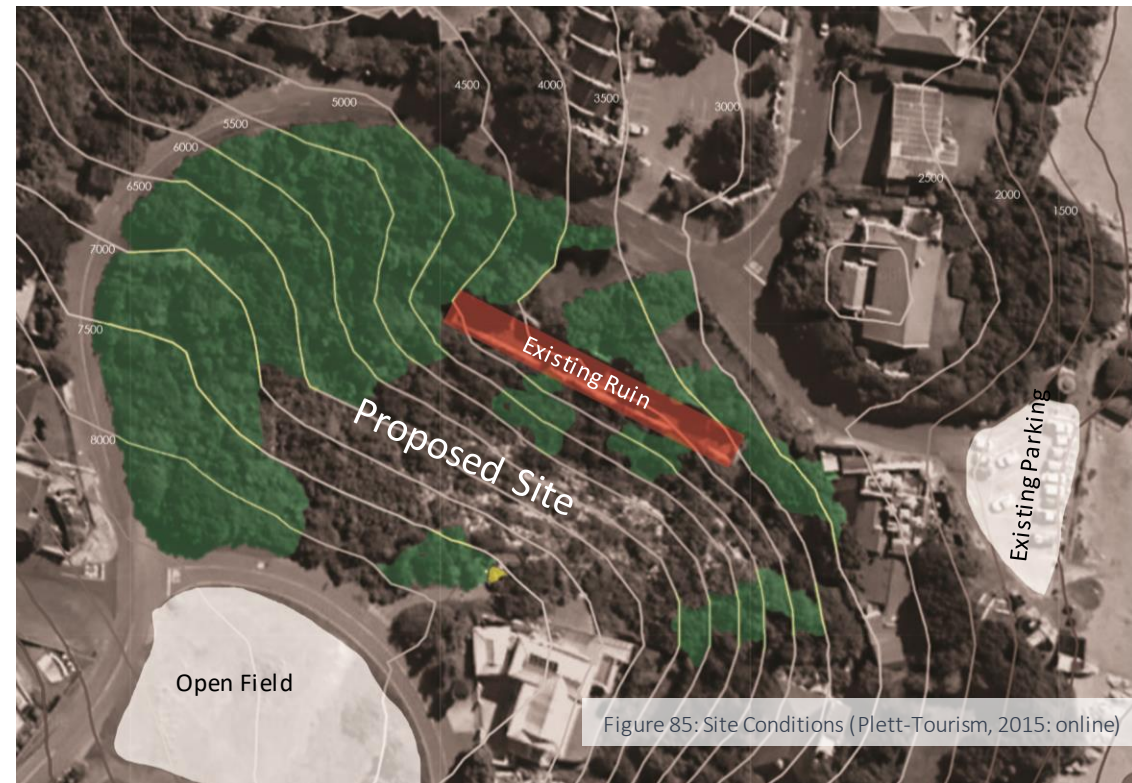 4500
4000
3500
5000
3000
5500
6000
6500
2500
2000
1500
7000
7500
Existing Ruin
Proposed Site
Existing Parking
8000
Open Field
Figure 85: Site Conditions (Plett-Tourism, 2015: online)